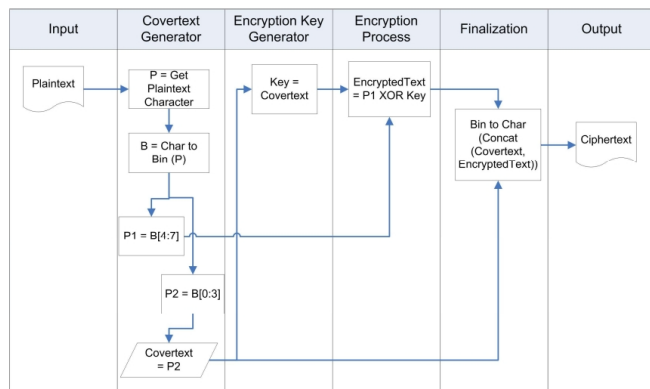 Input
Covertext
Generator
Encryption Key
Generator
Encryption
Process
Finalization
Output
Plaintext
P = Get
Plaintext
Character
Key =
Covertext
EncryptedText
= P1 XOR Key
B = Char to
Bin (P)
Bin to Char
(Concat
(Covertext,
EncryptedText))
Ciphertext
P1 = B[4:7]
P2 = B[0:3]
Covertext
= P2